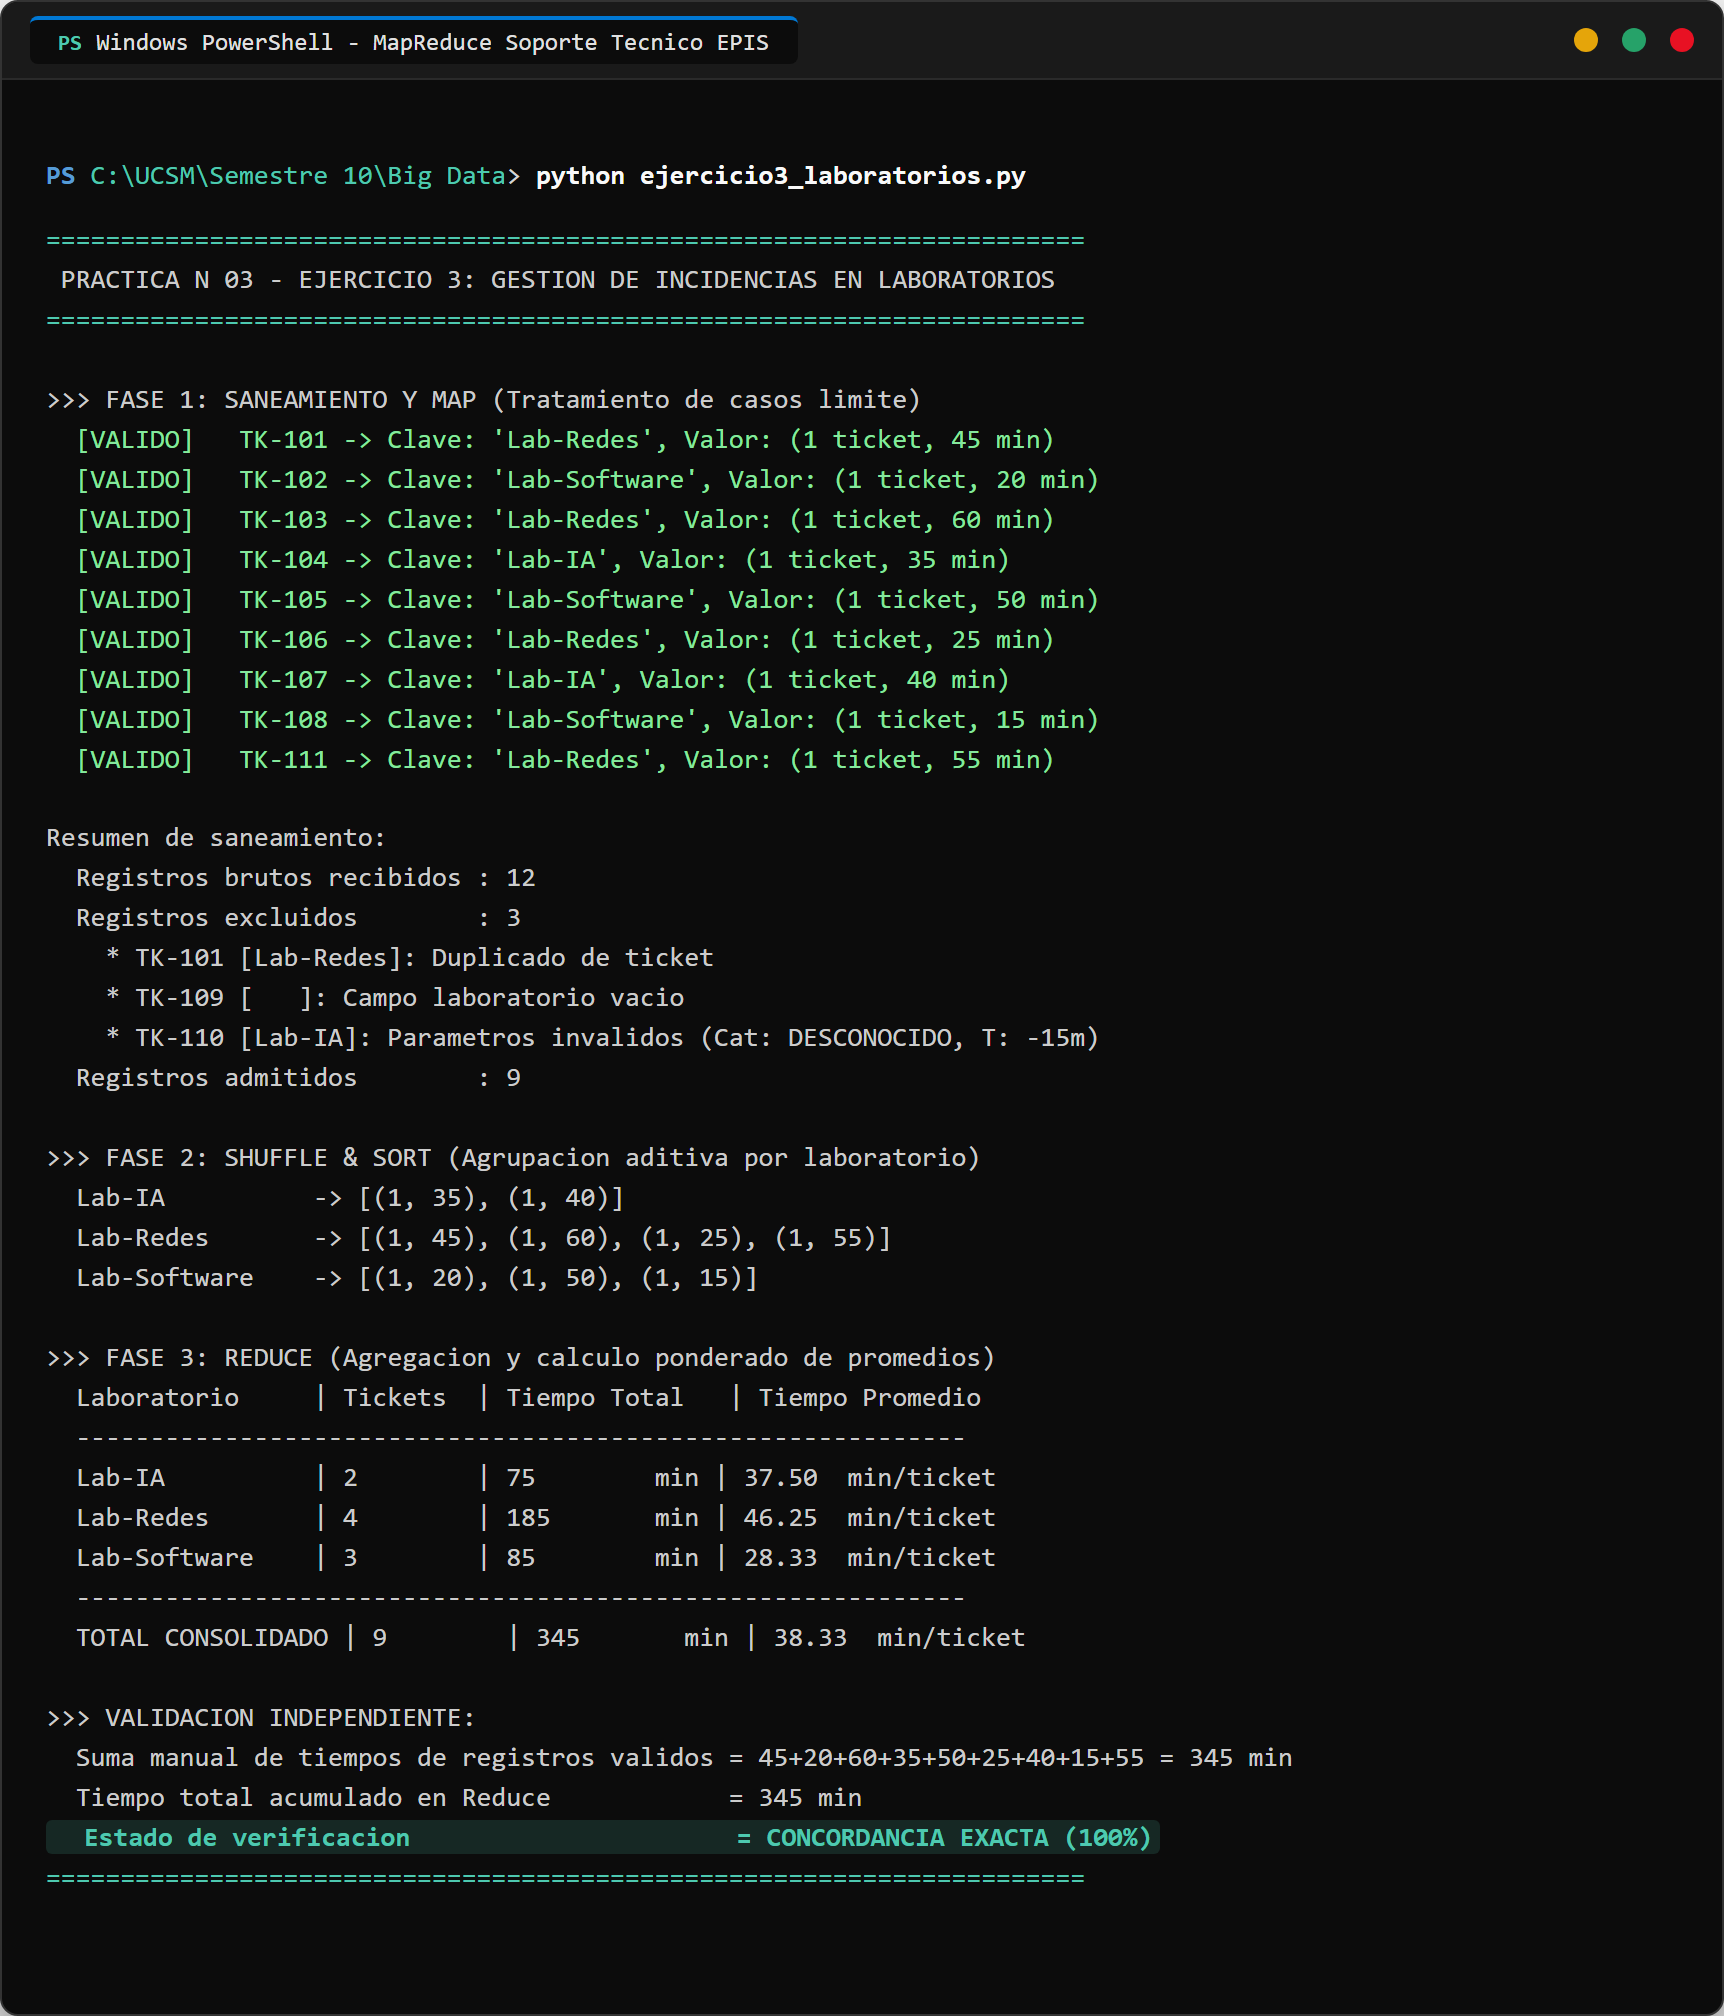 PS Windows PowerShell - MapReduce Soporte Tecnico EPIS
PS C:\UCSM\Semestre 10\Big Data> python ejercicio3_laboratorios.py
======================================================================
 PRACTICA N 03 - EJERCICIO 3: GESTION DE INCIDENCIAS EN LABORATORIOS
======================================================================
>>> FASE 1: SANEAMIENTO Y MAP (Tratamiento de casos limite)
  [VALIDO]   TK-101 -> Clave: 'Lab-Redes', Valor: (1 ticket, 45 min)
  [VALIDO]   TK-102 -> Clave: 'Lab-Software', Valor: (1 ticket, 20 min)
  [VALIDO]   TK-103 -> Clave: 'Lab-Redes', Valor: (1 ticket, 60 min)
  [VALIDO]   TK-104 -> Clave: 'Lab-IA', Valor: (1 ticket, 35 min)
  [VALIDO]   TK-105 -> Clave: 'Lab-Software', Valor: (1 ticket, 50 min)
  [VALIDO]   TK-106 -> Clave: 'Lab-Redes', Valor: (1 ticket, 25 min)
  [VALIDO]   TK-107 -> Clave: 'Lab-IA', Valor: (1 ticket, 40 min)
  [VALIDO]   TK-108 -> Clave: 'Lab-Software', Valor: (1 ticket, 15 min)
  [VALIDO]   TK-111 -> Clave: 'Lab-Redes', Valor: (1 ticket, 55 min)
Resumen de saneamiento:
  Registros brutos recibidos : 12
  Registros excluidos        : 3
    * TK-101 [Lab-Redes]: Duplicado de ticket
    * TK-109 [   ]: Campo laboratorio vacio
    * TK-110 [Lab-IA]: Parametros invalidos (Cat: DESCONOCIDO, T: -15m)
  Registros admitidos        : 9
>>> FASE 2: SHUFFLE & SORT (Agrupacion aditiva por laboratorio)
  Lab-IA          -> [(1, 35), (1, 40)]
  Lab-Redes       -> [(1, 45), (1, 60), (1, 25), (1, 55)]
  Lab-Software    -> [(1, 20), (1, 50), (1, 15)]
>>> FASE 3: REDUCE (Agregacion y calculo ponderado de promedios)
  Laboratorio     | Tickets  | Tiempo Total   | Tiempo Promedio
  ------------------------------------------------------------
  Lab-IA          | 2        | 75        min | 37.50  min/ticket
  Lab-Redes       | 4        | 185       min | 46.25  min/ticket
  Lab-Software    | 3        | 85        min | 28.33  min/ticket
  ------------------------------------------------------------
  TOTAL CONSOLIDADO | 9        | 345       min | 38.33  min/ticket
>>> VALIDACION INDEPENDIENTE:
  Suma manual de tiempos de registros validos = 45+20+60+35+50+25+40+15+55 = 345 min
  Tiempo total acumulado en Reduce            = 345 min
  Estado de verificacion                      = CONCORDANCIA EXACTA (100%)
======================================================================